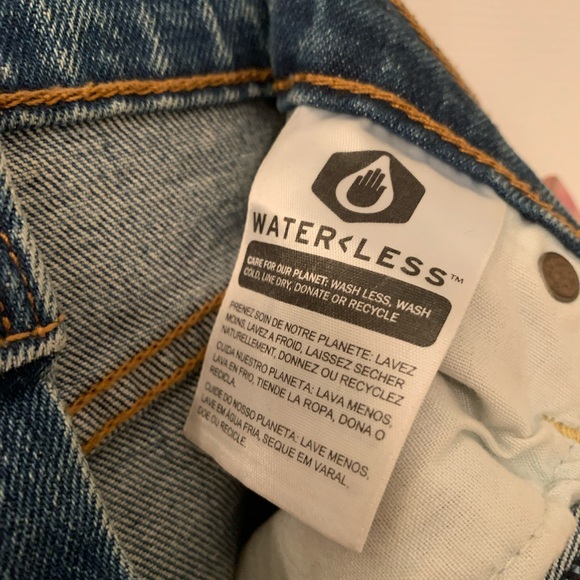 WATER<LESS™
CARE FOR OUR PLANET: WASH LESS, WASH
COLD, LINE DRY, DONATE OR RECYCLE
PRENEZ SOIN DE NOTRE PLANETE: LAVEZ
MOINS, LAVEZ A FROID, LAISSEZ SECHER
NATURELLEMENT, DONNEZ OU RECYCLEZ
CUIDA NUESTRO PLANETA: LAVA MENOS,
LAVA EN FRIO, TIENDE LA ROPA, DONA O
RECICLA.
CUIDE DO NOSSO PLANETA: LAVE MENOS,
LAVE EM ÁGUA FRIA, SEQUE EM VARAL,
DOE OU RECICLE.